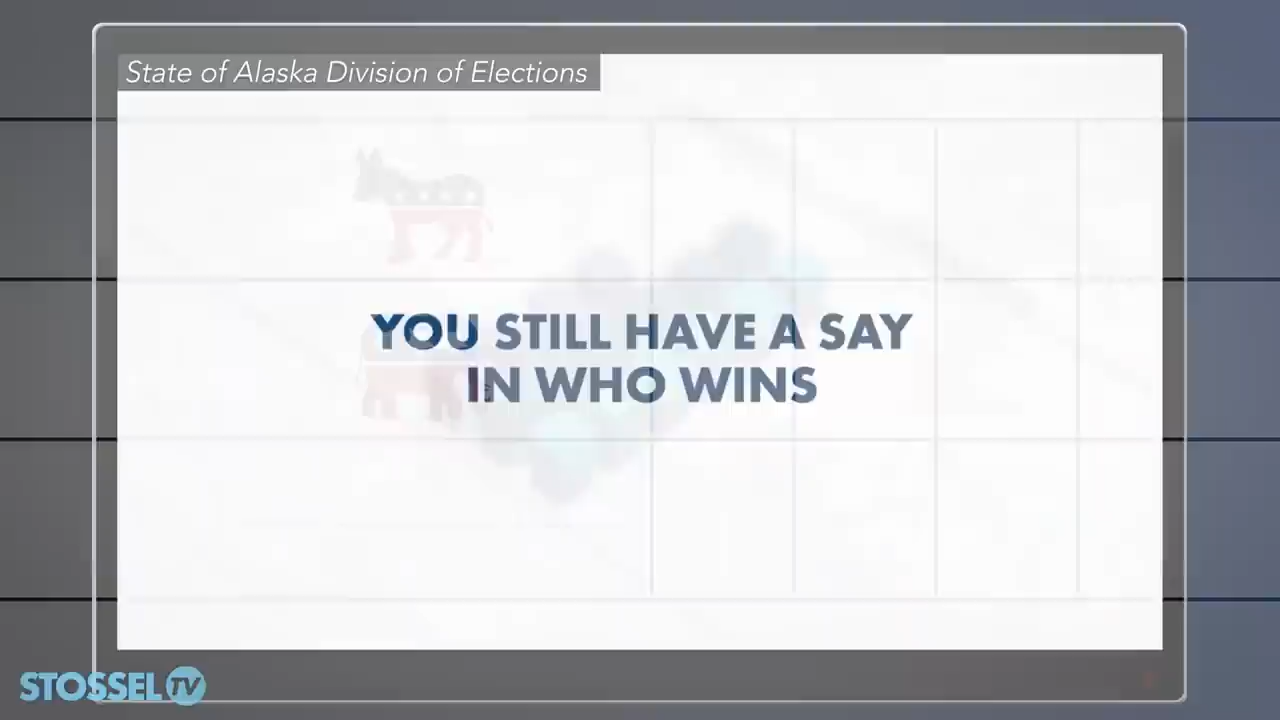 State of Alaska Division of Elections
YOU STILL HAVE A SAY
IN WHO WINS
STOSSEL TV